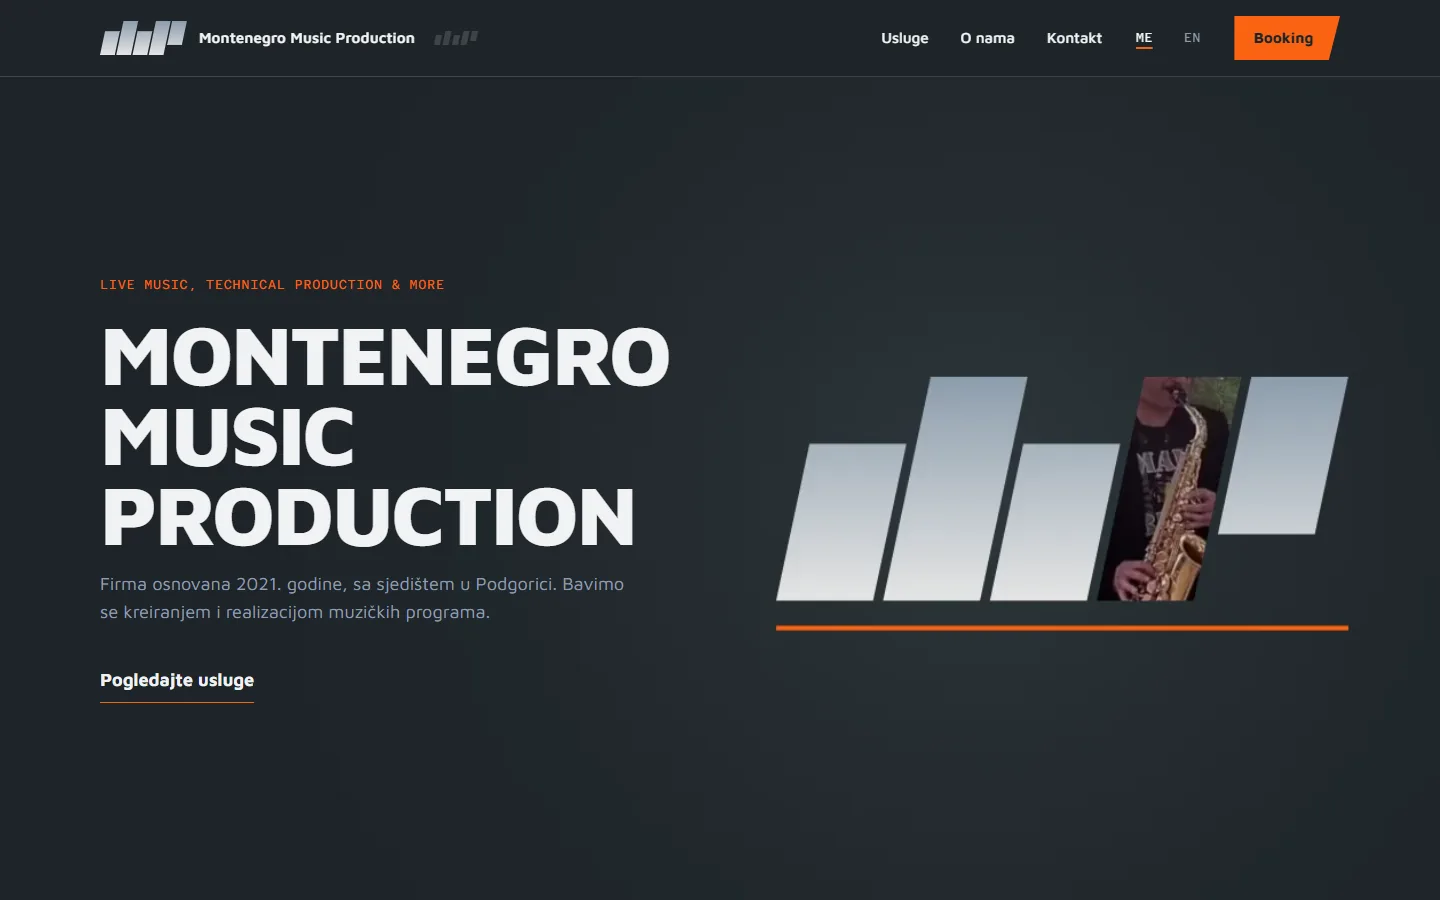 Montenegro Music Production
Usluge
O nama
Kontakt
ME
EN
Booking
LIVE MUSIC, TECHNICAL PRODUCTION & MORE
MONTENEGRO
MUSIC
PRODUCTION
Firma osnovana 2021. godine, sa sjedištem u Podgorici. Bavimo
se kreiranjem i realizacijom muzičkih programa.
Pogledajte usluge